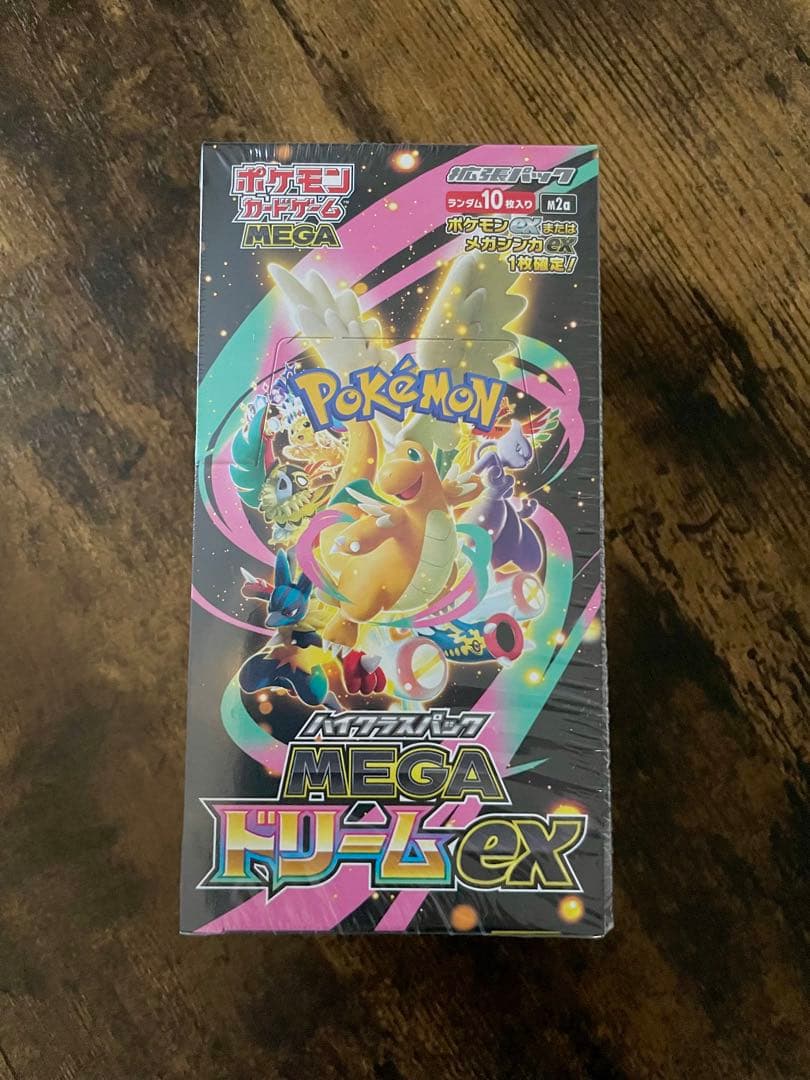 ポケモン
カードゲーム
MEGA
拡張パック
ランダム10枚入り M2a
ポケモンexまたは
メガシンカex
1枚確定!
POKÉMON
TM
ハイクラスパック
MEGA
ドリームex